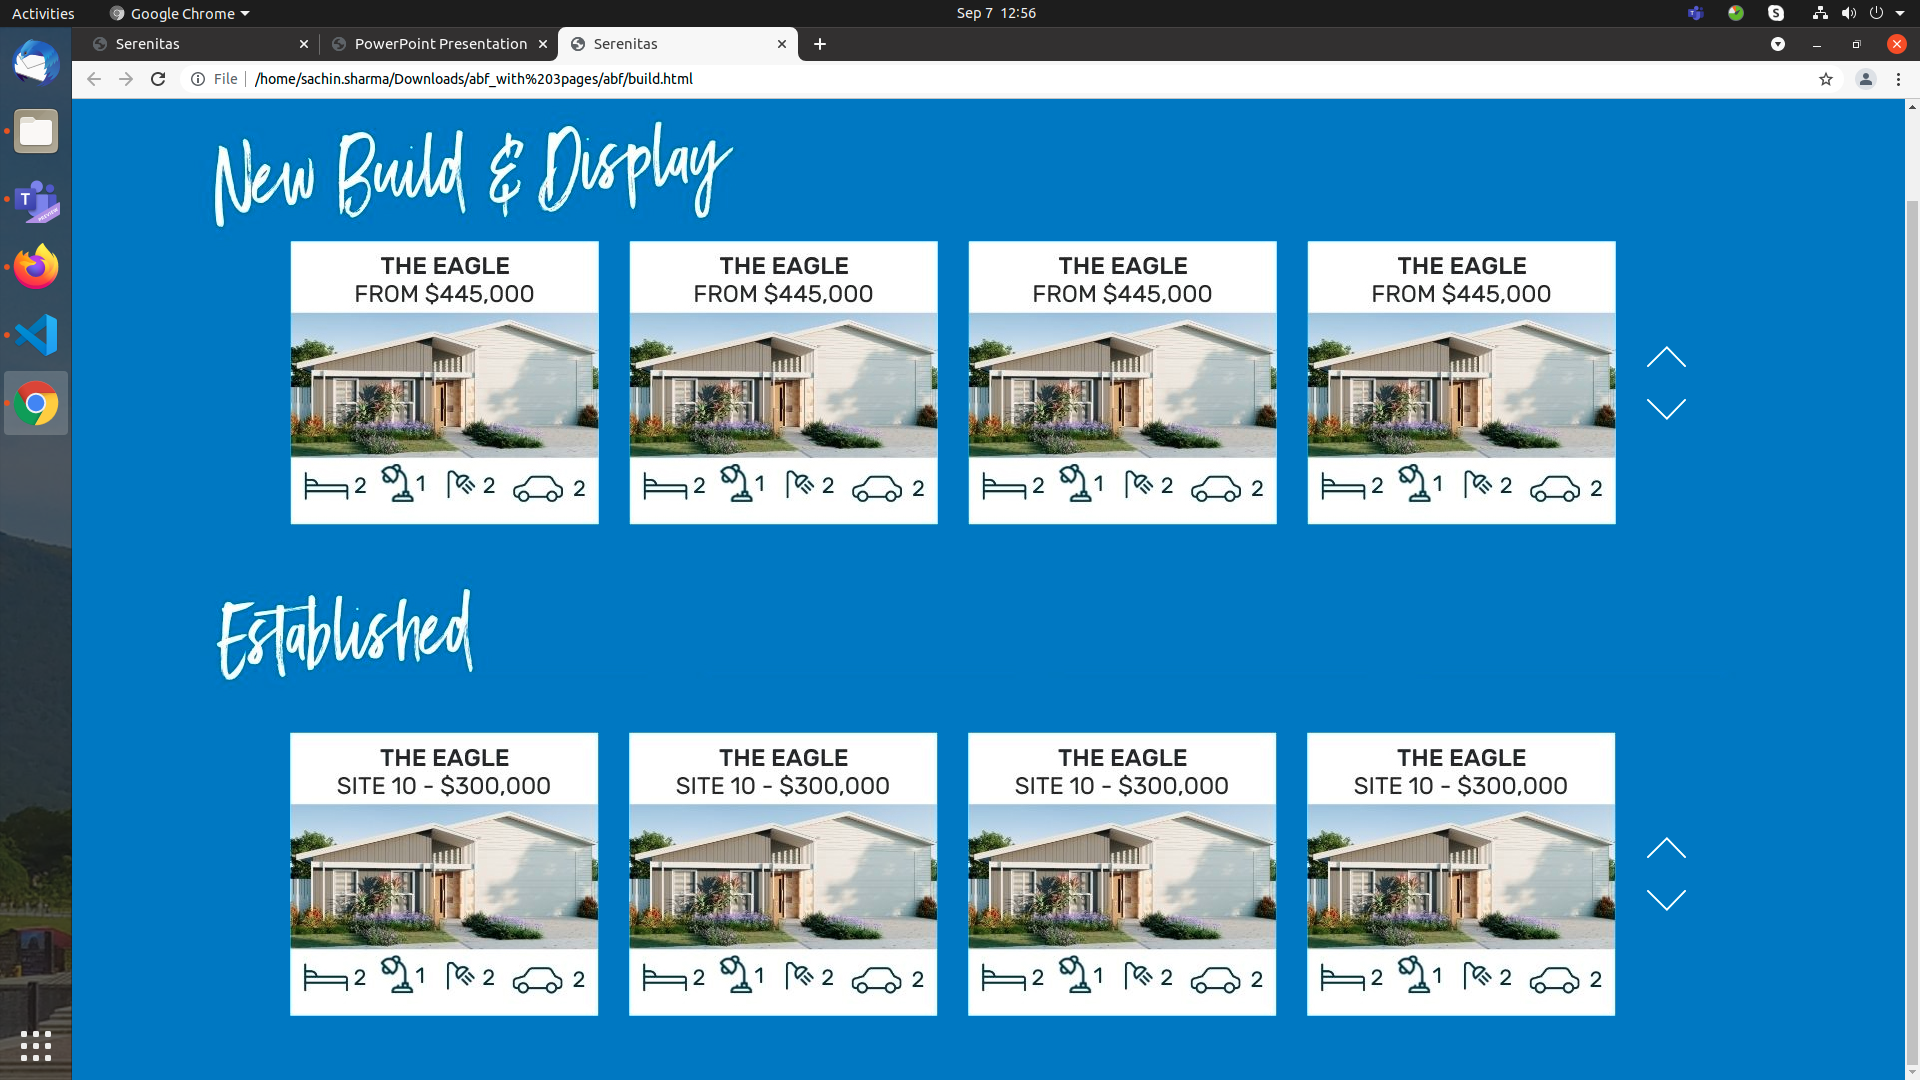 Activities Google Chrome Sep 7 12:56
Serenitas PowerPoint Presentation Serenitas
File /home/sachin.sharma/Downloads/abf_with%203pages/abf/build.html
New Build & Display
THE EAGLE THE EAGLE THE EAGLE THE EAGLE
FROM $445,000 FROM $445,000 FROM $445,000 FROM $445,000
2 1 2 2 2 1 2 2 2 1 2 2 2 1 2 2
Established
THE EAGLE THE EAGLE THE EAGLE THE EAGLE
SITE 10 - $300,000 SITE 10 - $300,000 SITE 10 - $300,000 SITE 10 - $300,000
2 1 2 2 2 1 2 2 2 1 2 2 2 1 2 2